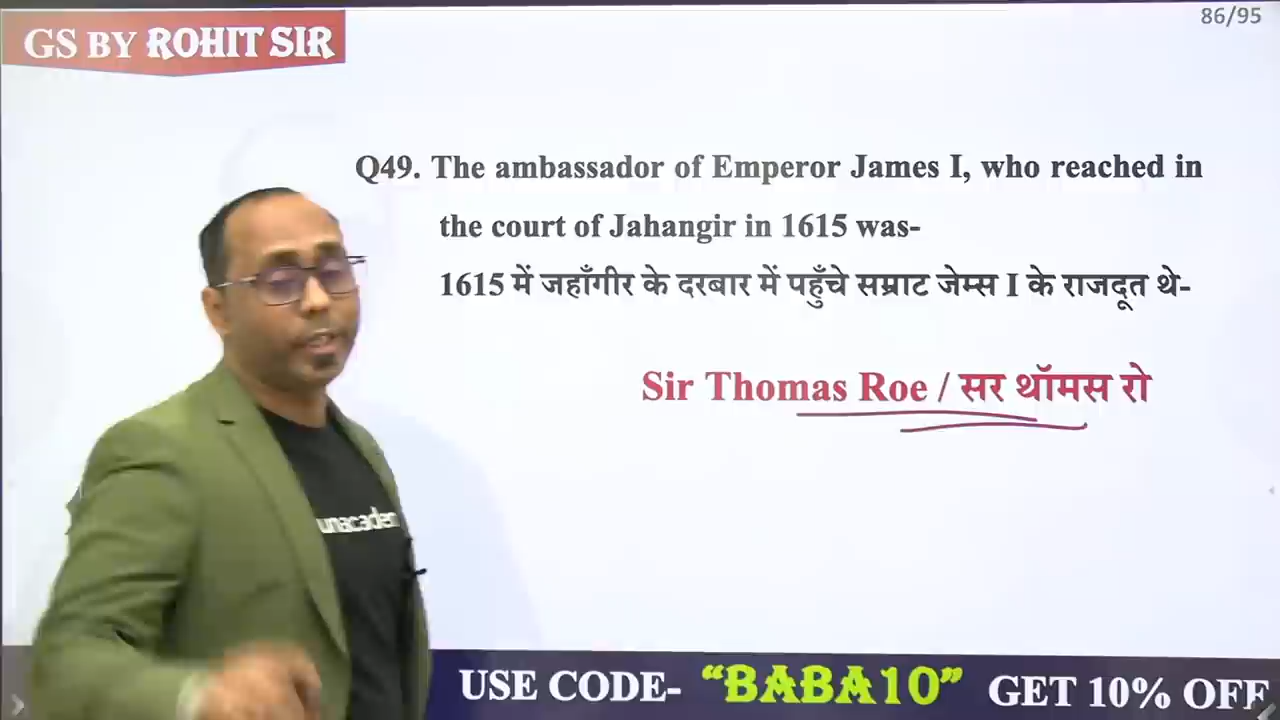 GS BY ROHIT SIR
86/95
Q49. The ambassador of Emperor James I, who reached in
the court of Jahangir in 1615 was-
1615 में जहाँगीर के दरबार में पहुँचे सम्राट जेम्स I के राजदूत थे-
Sir Thomas Roe / सर थॉमस रो
unacadem
USE CODE- “BABA10” GET 10% OFF